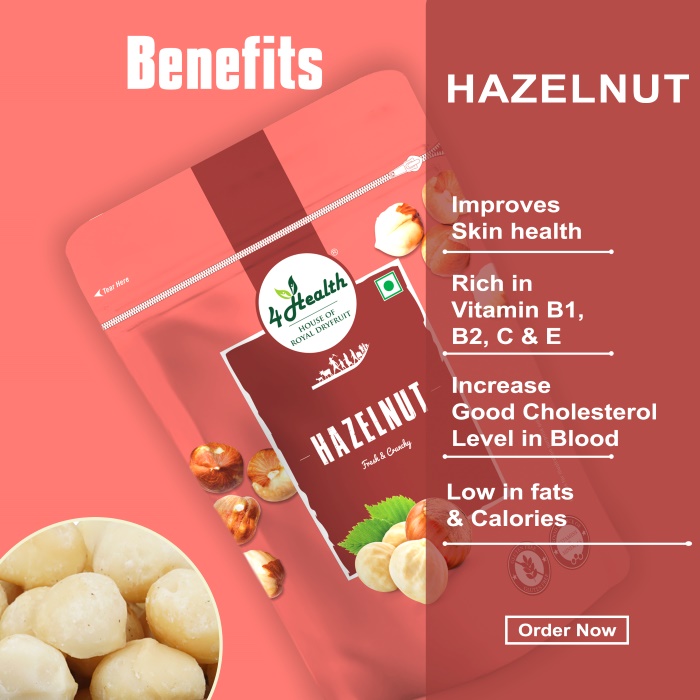 Benefits
HAZELNUT
Improves
Skin health
Rich in
Vitamin B1,
B2, C & E
Increase
Good Cholesterol
Level in Blood
Low in fats
& Calories
Order Now
Tear Here
®
4Health
HOUSE OF
ROYAL DRYFRUIT
HAZELNUT
Fresh & Crunchy